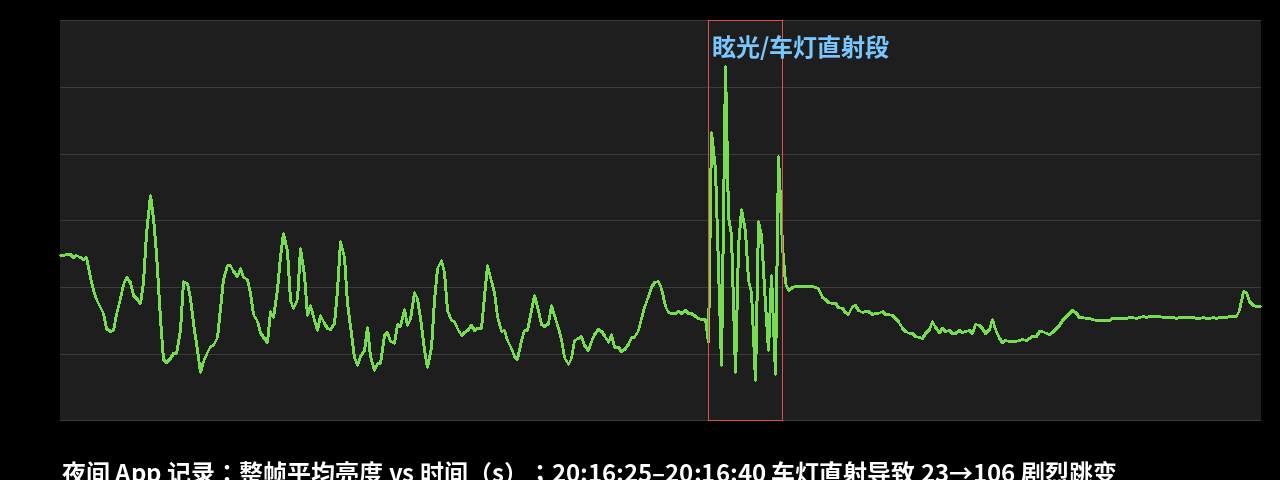 眩光/车灯直射段
夜间 App 记录：整帧平均亮度 vs 时间（s）；20:16:25–20:16:40 车灯直射导致 23→106 剧烈跳变